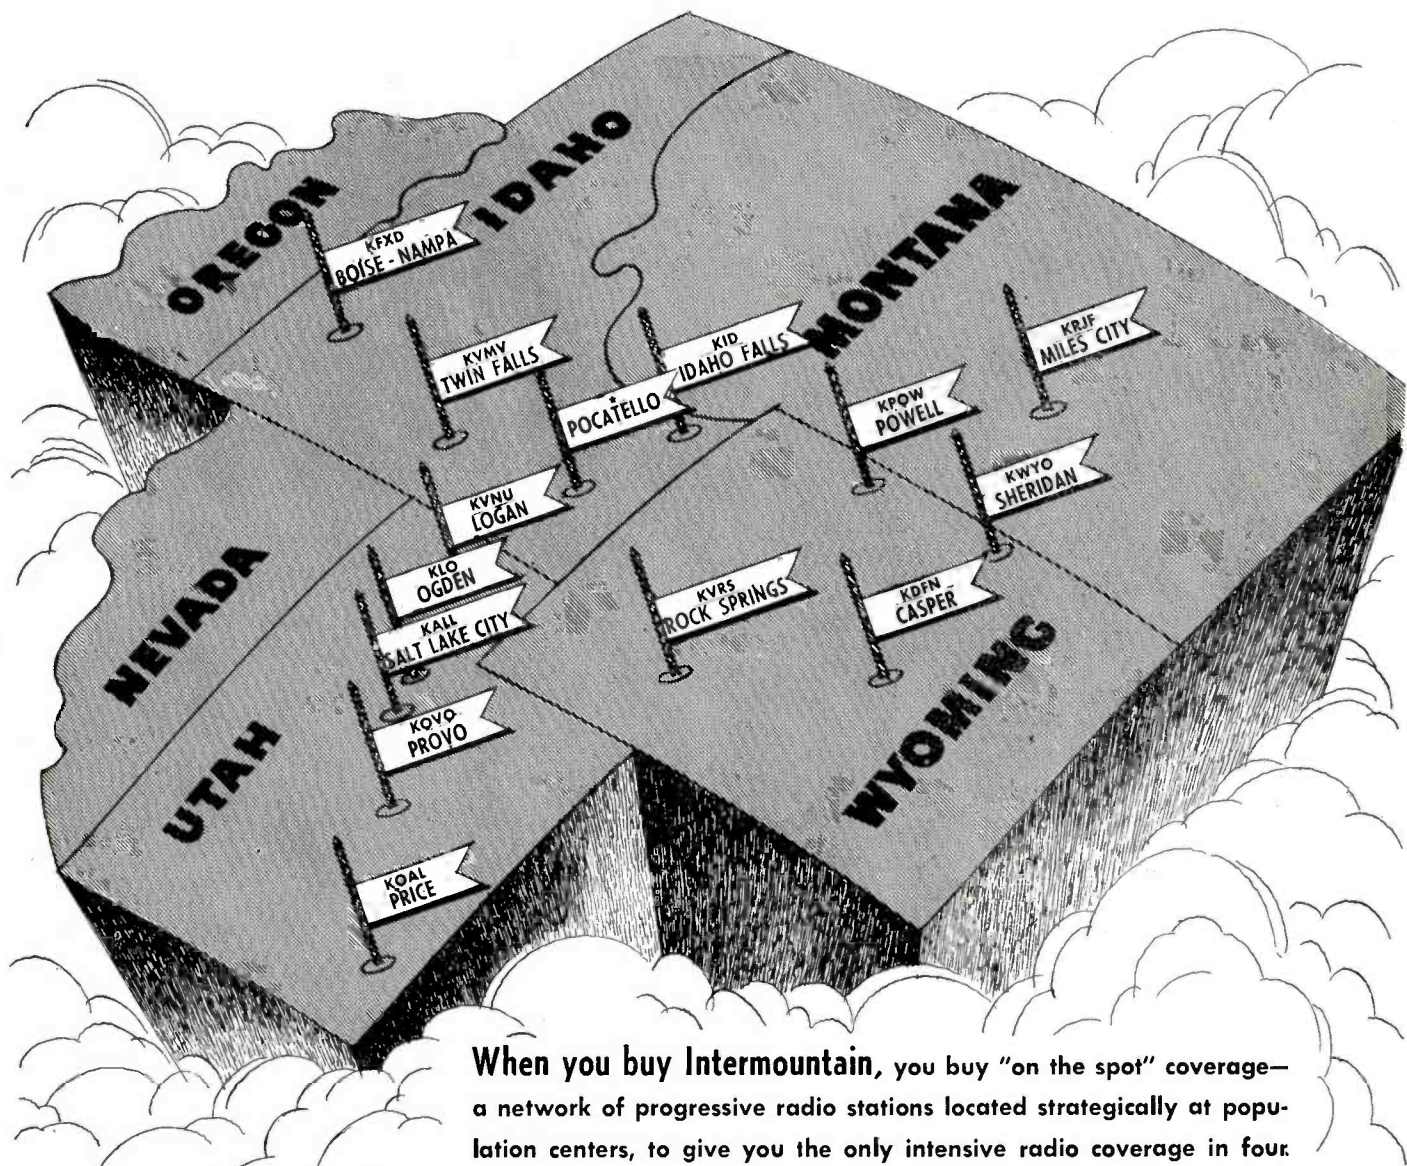 OREGON
IDAHO
MONTANA
NEVADA
UTAH
WYOMING
KFXD
BOISE - NAMPA
KVMV
TWIN FALLS
KID
IDAHO FALLS
*
POCATELLO
KRJF
MILES CITY
KPOW
POWELL
KWYO
SHERIDAN
KVNU
LOGAN
KLO
OGDEN
KALL
SALT LAKE CITY
KVRS
ROCK SPRINGS
KDFN
CASPER
KOVO
PROVO
KOAL
PRICE
When you buy Intermountain, you buy "on the spot" coverage—
a network of progressive radio stations located strategically at popu-
lation centers, to give you the only intensive radio coverage in four